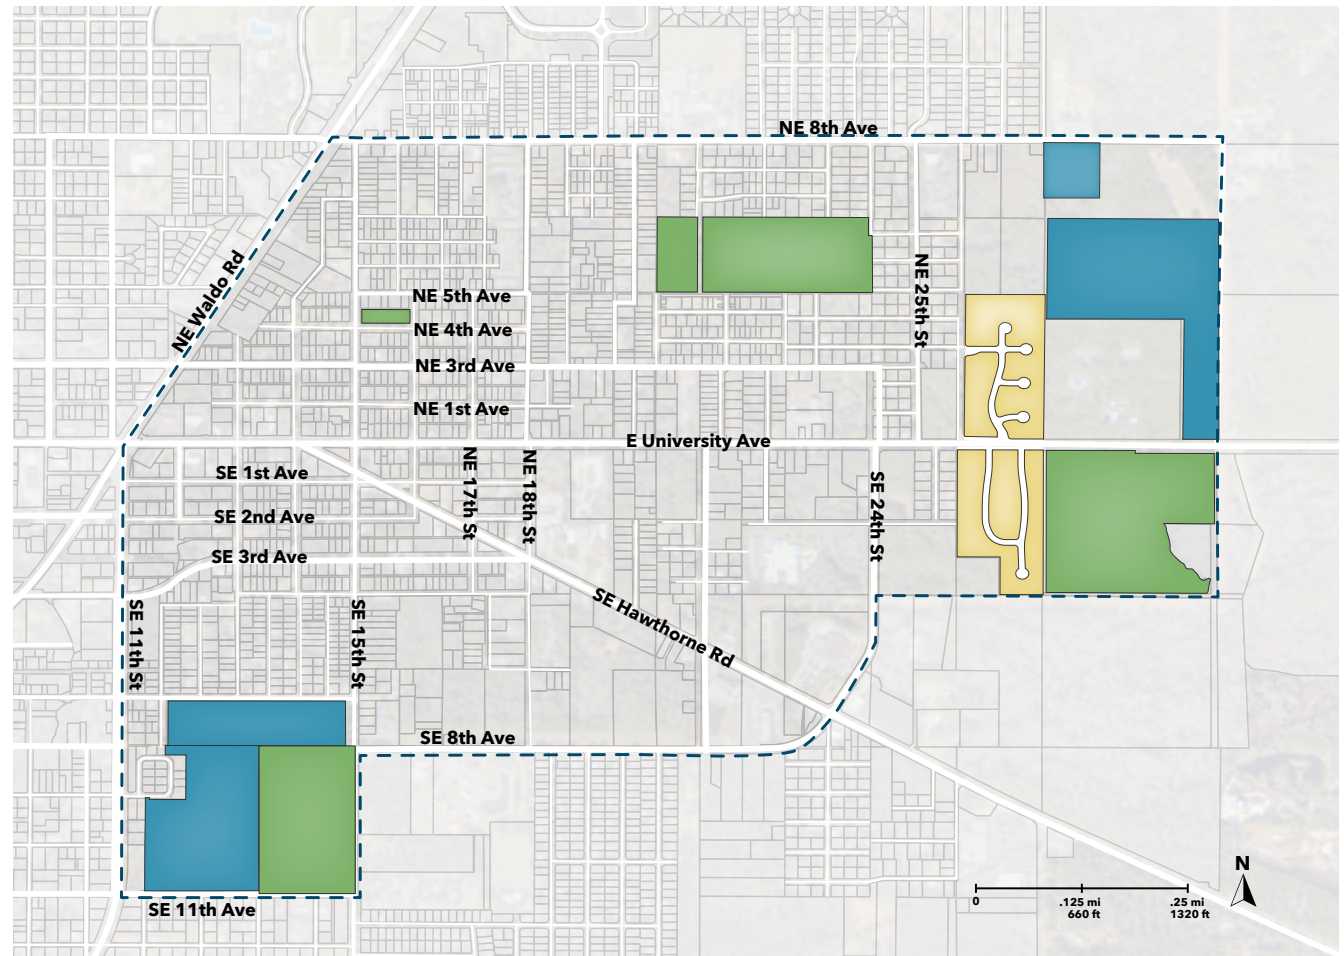 NE 8th Ave
NE Waldo Rd
NE 25th St
NE 5th Ave
NE 4th Ave
NE 3rd Ave
NE 1st Ave
E University Ave
SE 1st Ave
NE 17th St
NE 18th St
SE 24th St
SE 2nd Ave
SE 3rd Ave
SE Hawthorne Rd
SE 11th St
SE 15th St
SE 8th Ave
N
0
.125 mi
660 ft
.25 mi
1320 ft
SE 11th Ave